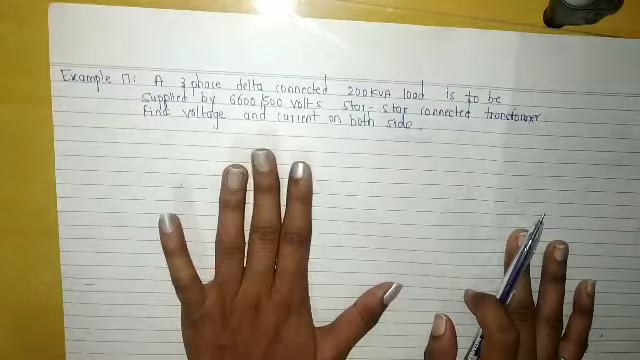 Example 17: A 3 phase delta connected 200KVA load is to be
supplied by 6600/500 volts star-star connected transformer
Find voltage and current on both side.